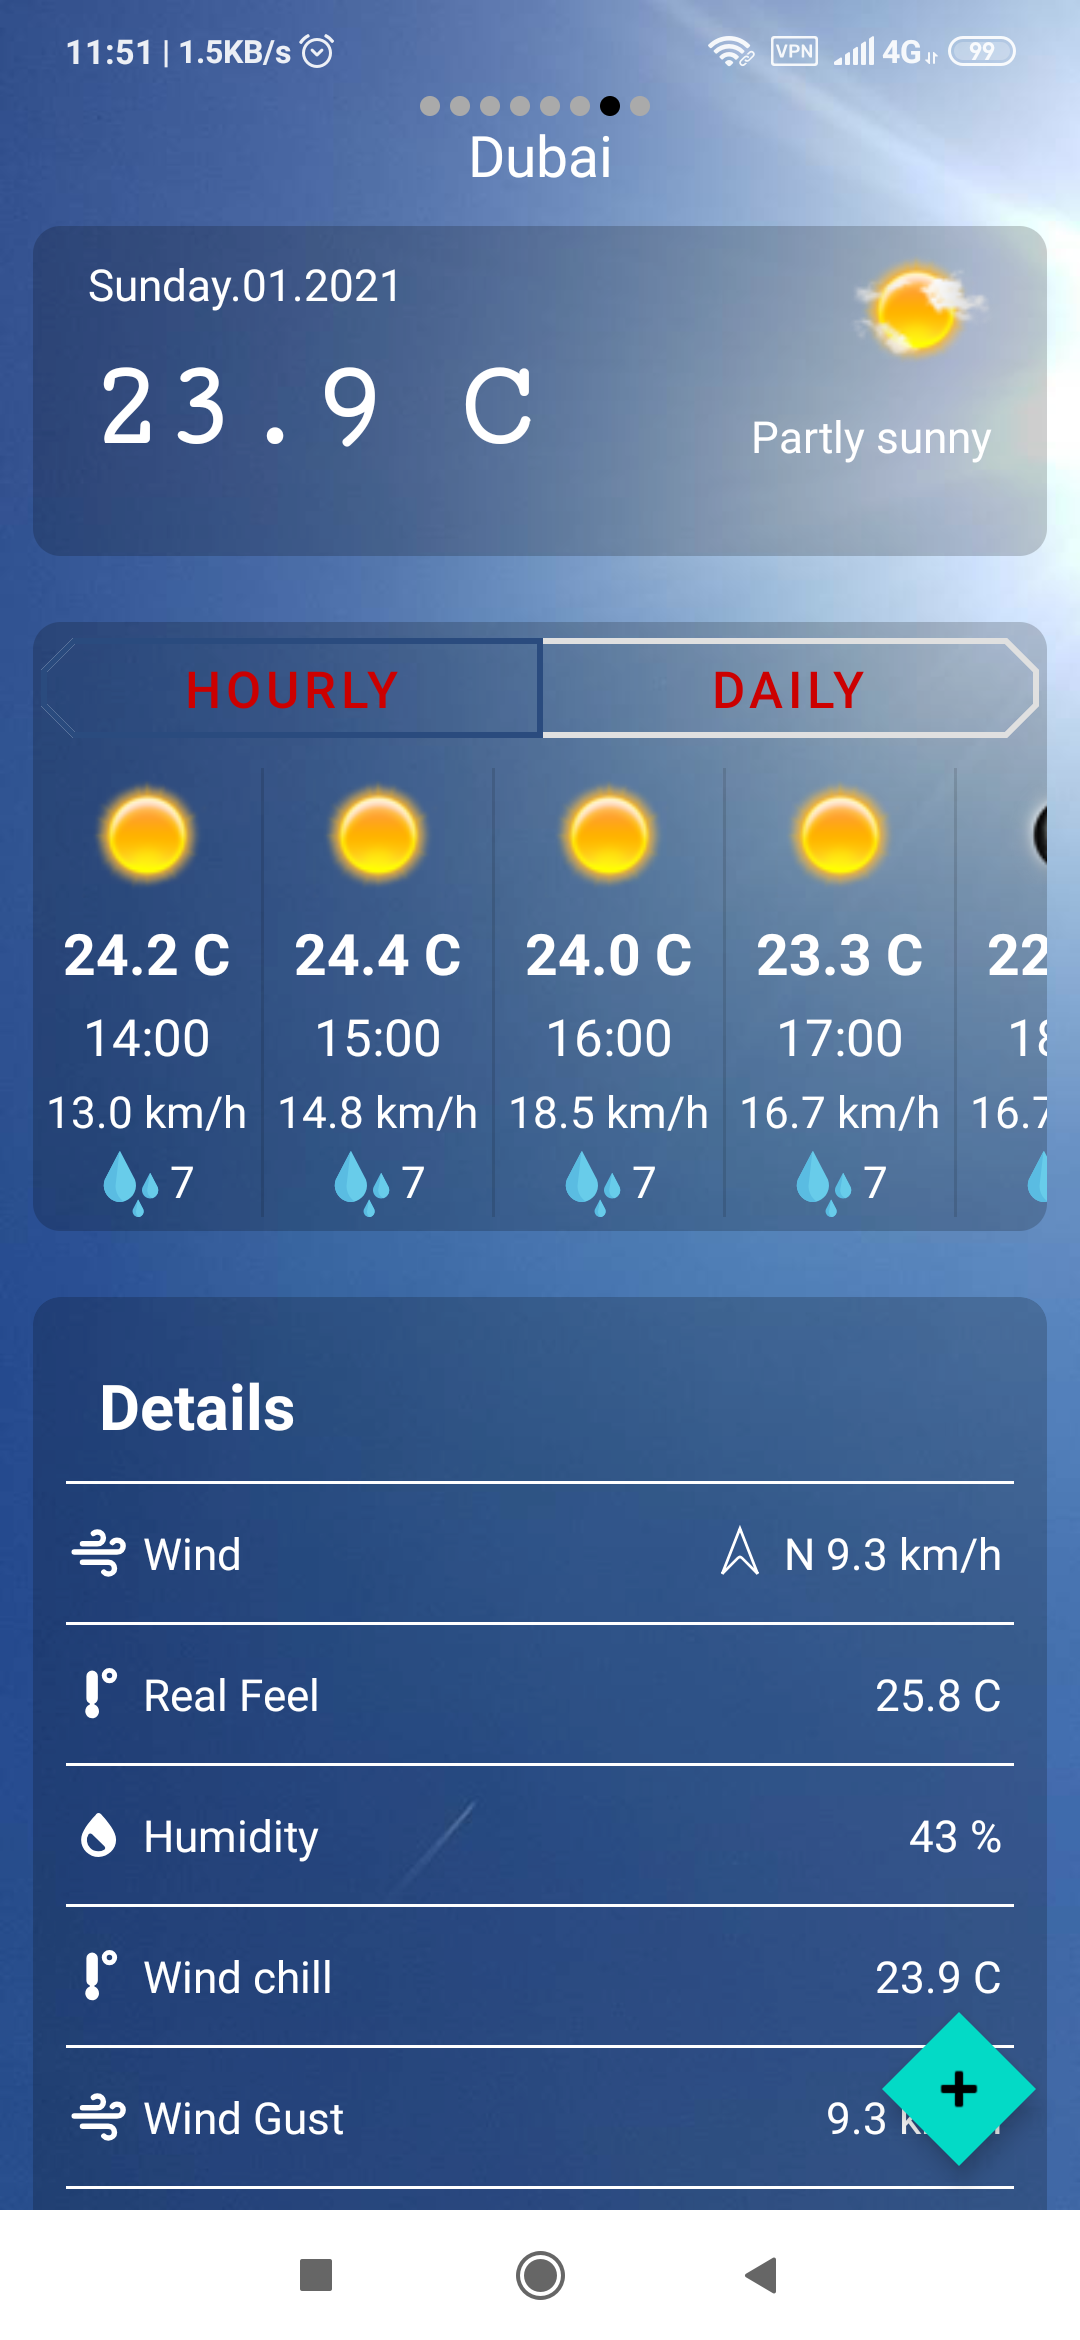 11:51 | 1.5KB/s VPN 4G 99
Dubai
Sunday.01.2021
23.9 C
Partly sunny
HOURLY DAILY
24.2 C 24.4 C 24.0 C 23.3 C 22
14:00 15:00 16:00 17:00 18
13.0 km/h 14.8 km/h 18.5 km/h 16.7 km/h 16.7
7 7 7 7
Details
Wind N 9.3 km/h
Real Feel 25.8 C
Humidity 43 %
Wind chill 23.9 C
Wind Gust 9.3